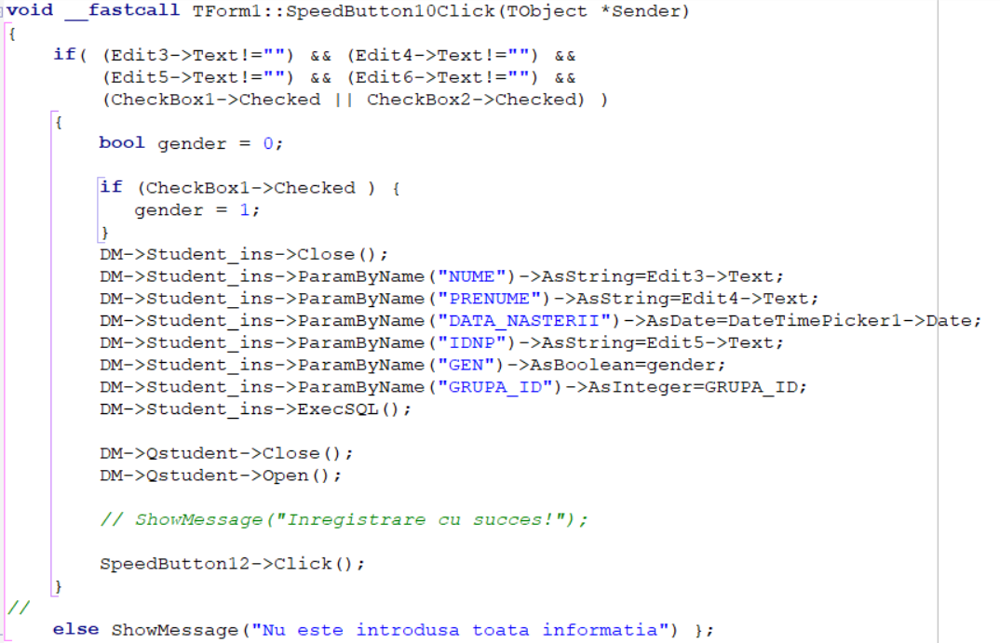 void __fastcall TForm1::SpeedButton10Click(TObject *Sender)
{
if( (Edit3->Text!="") && (Edit4->Text!="") &&
(Edit5->Text!="") && (Edit6->Text!="") &&
(CheckBox1->Checked || CheckBox2->Checked) )
{
bool gender = 0;
if (CheckBox1->Checked ) {
gender = 1;
}
DM->Student_ins->Close();
DM->Student_ins->ParamByName("NUME")->AsString=Edit3->Text;
DM->Student_ins->ParamByName("PRENUME")->AsString=Edit4->Text;
DM->Student_ins->ParamByName("DATA_NASTERII")->AsDate=DateTimePicker1->Date;
DM->Student_ins->ParamByName("IDNP")->AsString=Edit5->Text;
DM->Student_ins->ParamByName("GEN")->AsBoolean=gender;
DM->Student_ins->ParamByName("GRUPA_ID")->AsInteger=GRUPA_ID;
DM->Student_ins->ExecSQL();
DM->Qstudent->Close();
DM->Qstudent->Open();
// ShowMessage("Inregistrare cu succes!");
SpeedButton12->Click();
}
//
else ShowMessage("Nu este introdusa toata informatia") };